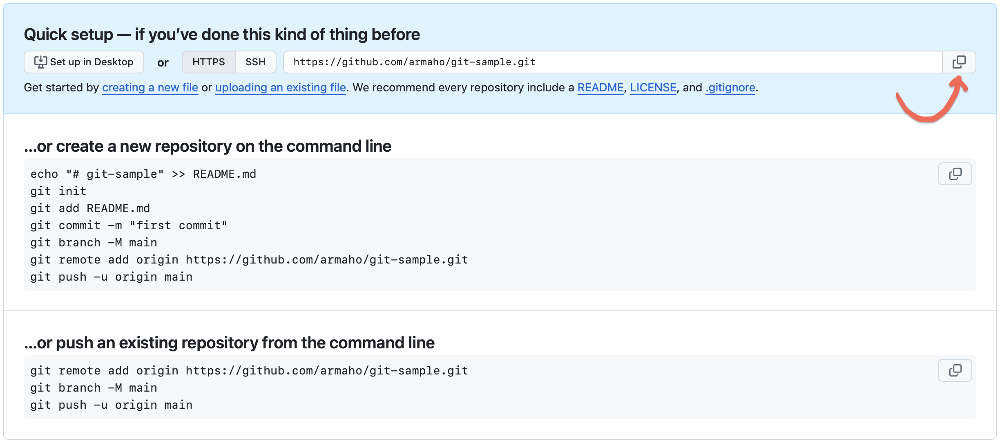 Quick setup — if you’ve done this kind of thing before
Set up in Desktop or HTTPS SSH https://github.com/armaho/git-sample.git
Get started by creating a new file or uploading an existing file. We recommend every repository include a README, LICENSE, and .gitignore.
…or create a new repository on the command line
echo "# git-sample" >> README.md
git init
git add README.md
git commit -m "first commit"
git branch -M main
git remote add origin https://github.com/armaho/git-sample.git
git push -u origin main
…or push an existing repository from the command line
git remote add origin https://github.com/armaho/git-sample.git
git branch -M main
git push -u origin main